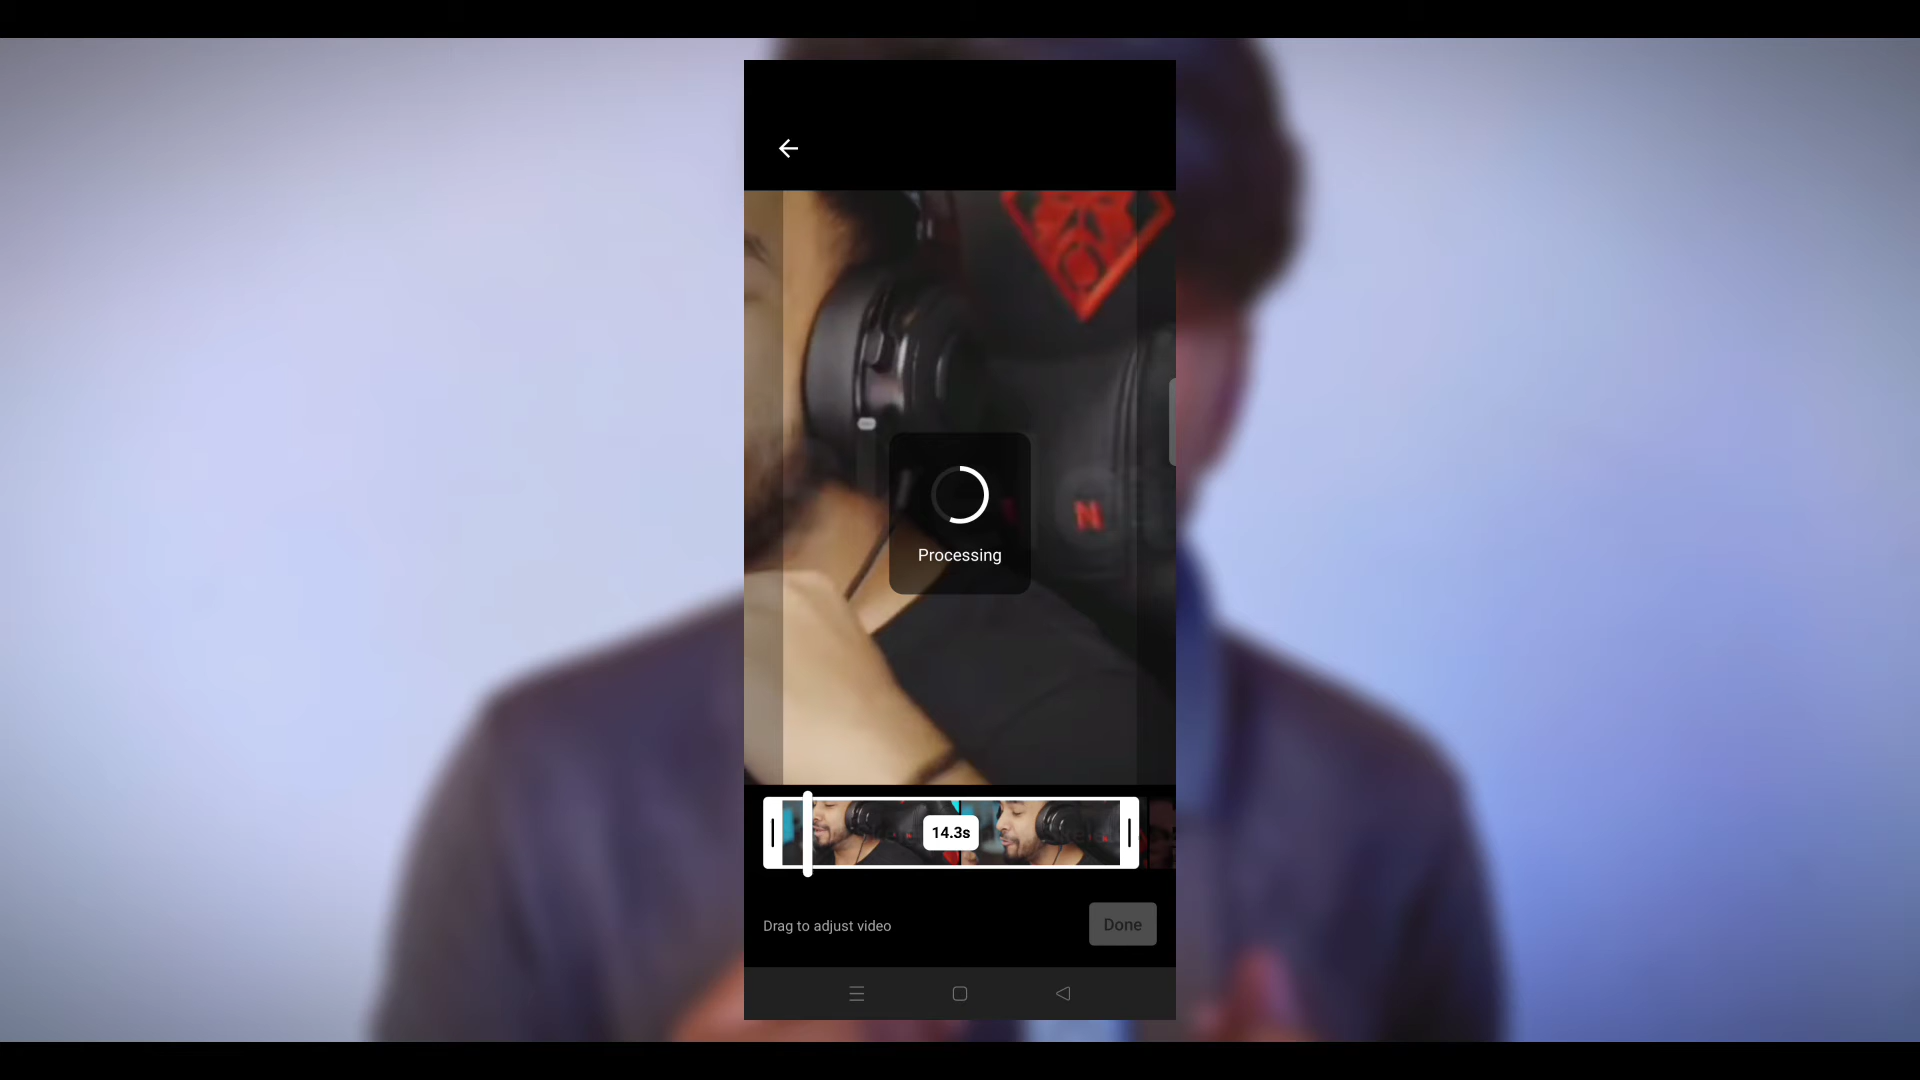 N
Processing
14.3s
Drag to adjust video
Done